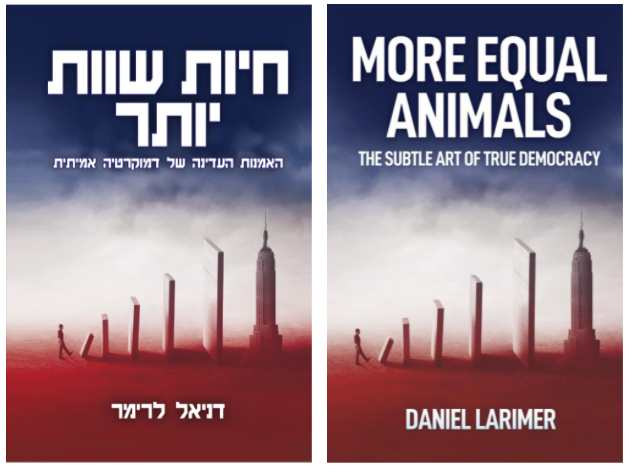 חיות שוות
יותר
האמנות העדינה של דמוקרטיה אמיתית
דניאל לרימר
MORE EQUAL
ANIMALS
THE SUBTLE ART OF TRUE DEMOCRACY
DANIEL LARIMER